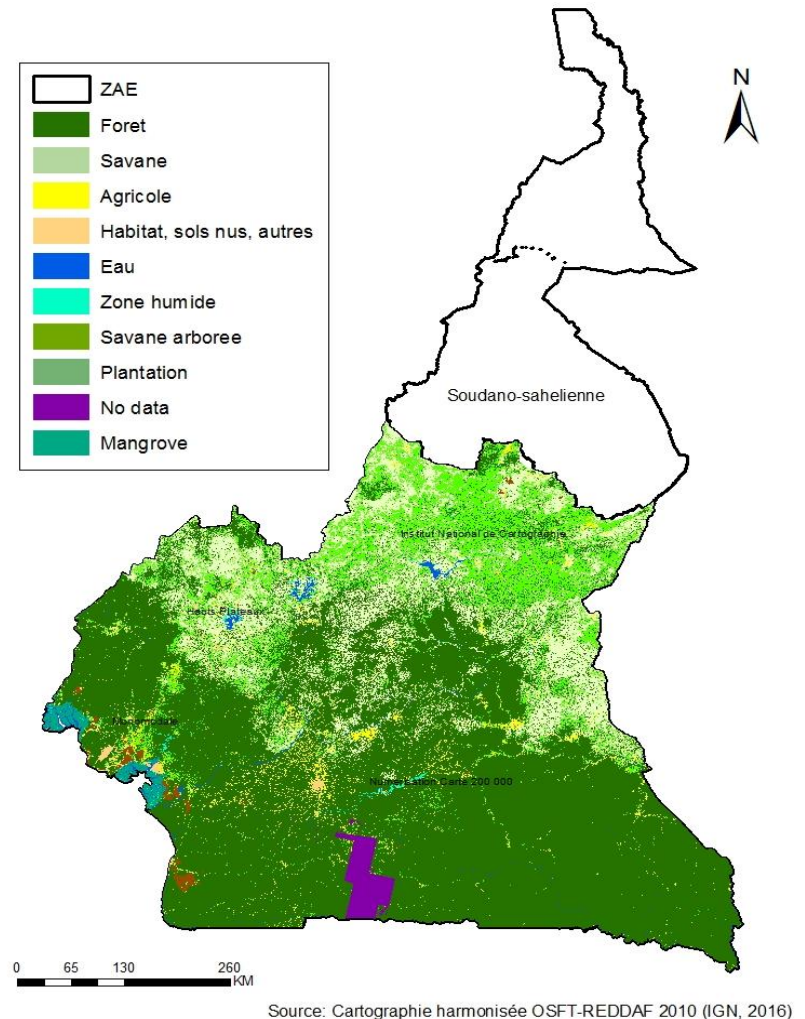 ZAE
Foret
Savane
Agricole
Habitat, sols nus, autres
Eau
Zone humide
Savane arboree
Plantation
No data
Mangrove
N
Soudano-sahelienne
Institut National de Cartographie
Hauts Plateaux
Monomodale
Numerisation Carte 200 000
0 65 130 260
KM
Source: Cartographie harmonisée OSFT-REDDAF 2010 (IGN, 2016)